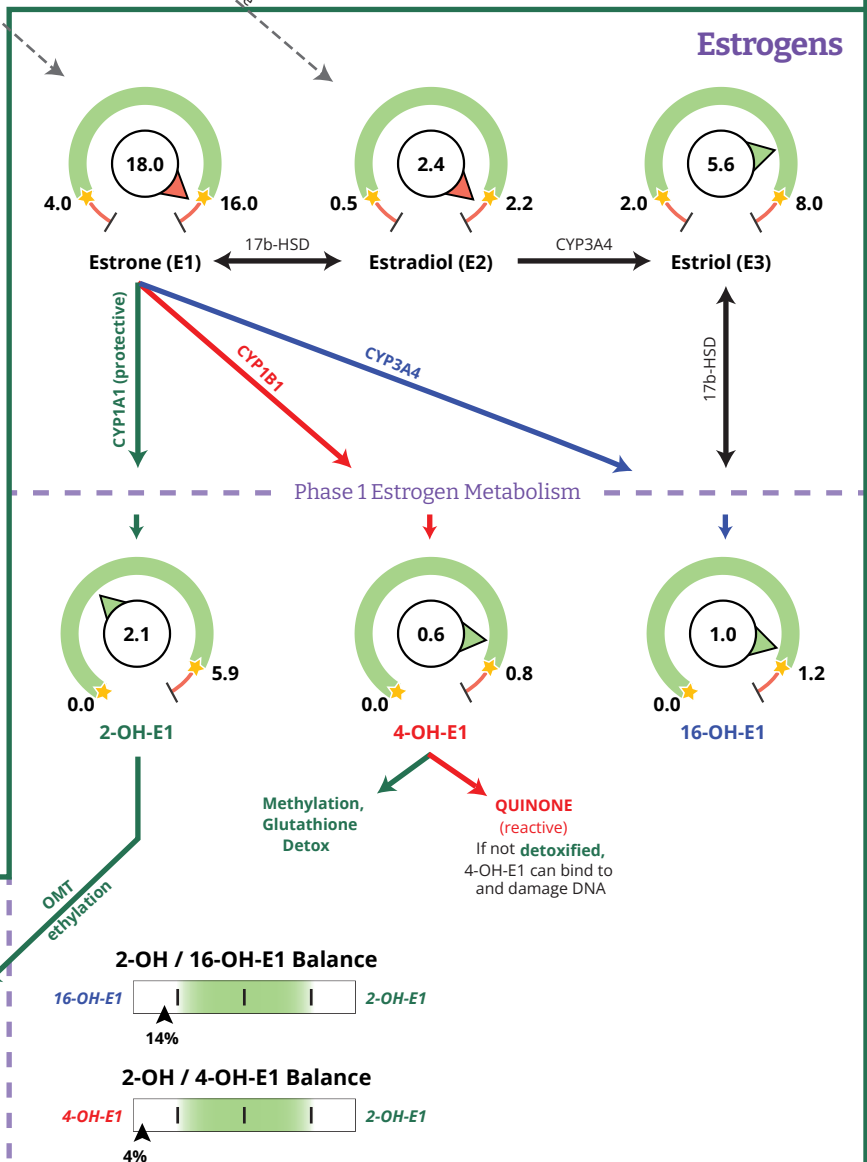 Estrogens
18.0
4.0
16.0
Estrone (E1)
17b-HSD
2.4
0.5
2.2
Estradiol (E2)
CYP3A4
5.6
2.0
8.0
Estriol (E3)
CYP1A1 (protective)
CYP1B1
CYP3A4
17b-HSD
Phase 1 Estrogen Metabolism
2.1
0.0
5.9
2-OH-E1
0.6
0.0
0.8
4-OH-E1
1.0
0.0
1.2
16-OH-E1
Methylation,
Glutathione
Detox
QUINONE
(reactive)
If not detoxified,
4-OH-E1 can bind to
and damage DNA
OMT
ethylation
2-OH / 16-OH-E1 Balance
16-OH-E1
2-OH-E1
14%
2-OH / 4-OH-E1 Balance
4-OH-E1
2-OH-E1
4%